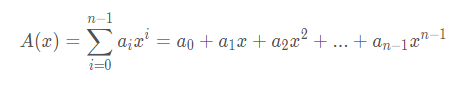 A(x) = \sum_{i=0}^{n-1} a_i x^i = a_0 + a_1 x + a_2 x^2 + ... + a_{n-1} x^{n-1}